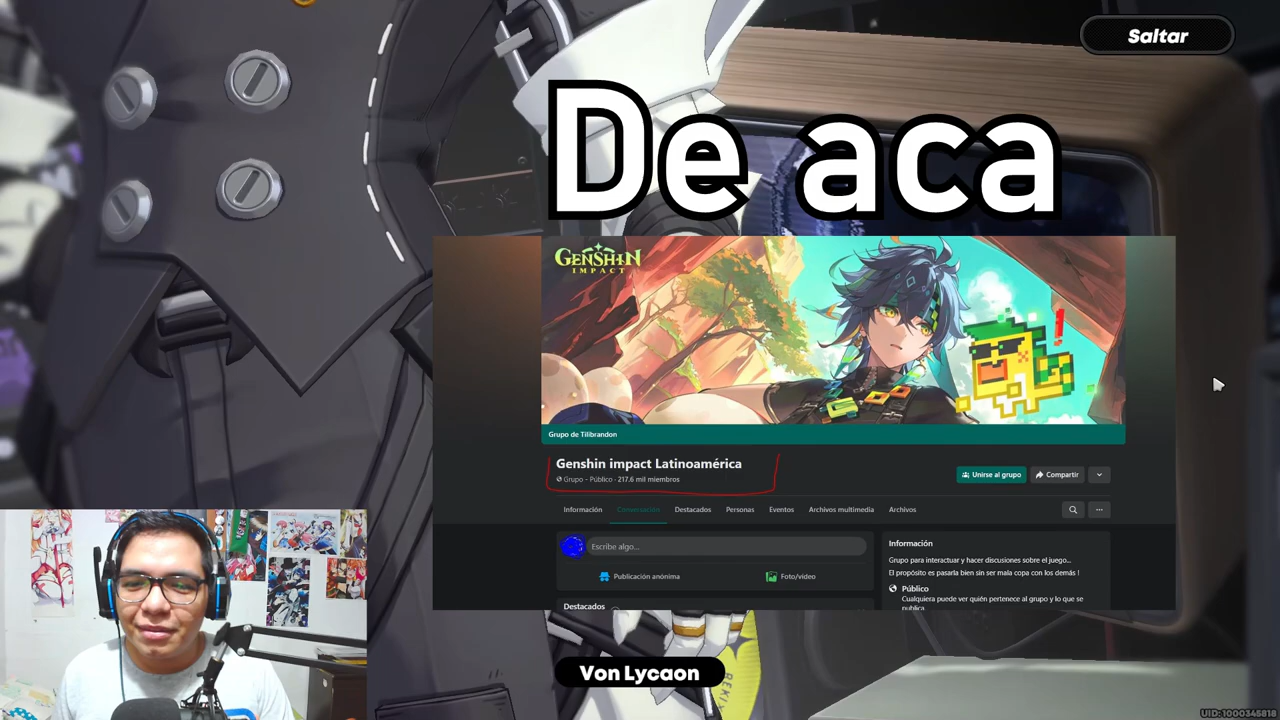 Saltar
De aca
GENSHIN
IMPACT
Grupo de Tilibrandon
Genshin impact Latinoamérica
Grupo - Público · 217.6 mil miembros
Unirse al grupo
Compartir
Información
Conversación
Destacados
Personas
Eventos
Archivos multimedia
Archivos
Escribe algo...
Publicación anónima
Foto/video
Destacados
Información
Grupo para interactuar y hacer discusiones sobre el juego...
El propósito es pasarla bien sin ser mala copa con los demás !
Público
Cualquiera puede ver quién pertenece al grupo y lo que se
publica.
Von Lycaon
UID: 1000345818